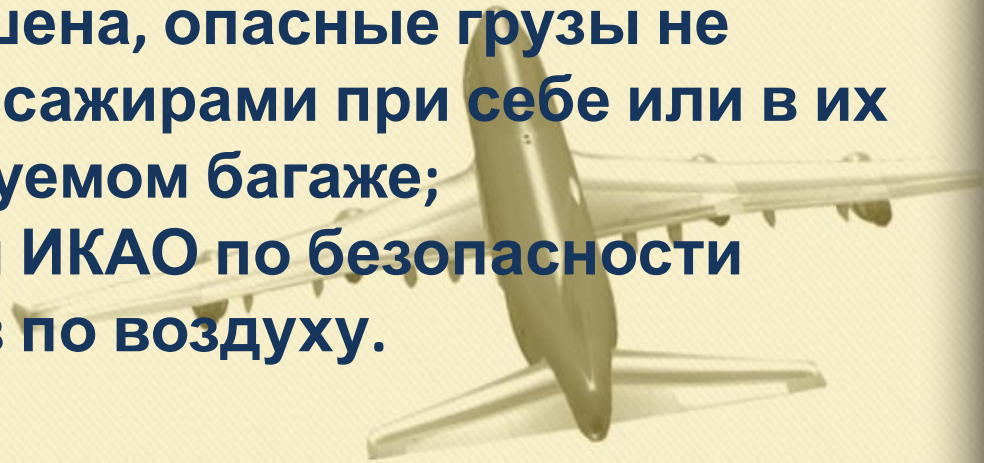 шена, опасные грузы не
сажирами при себе или в их
уемом багаже;
ИКАО по безопасности
по воздуху.